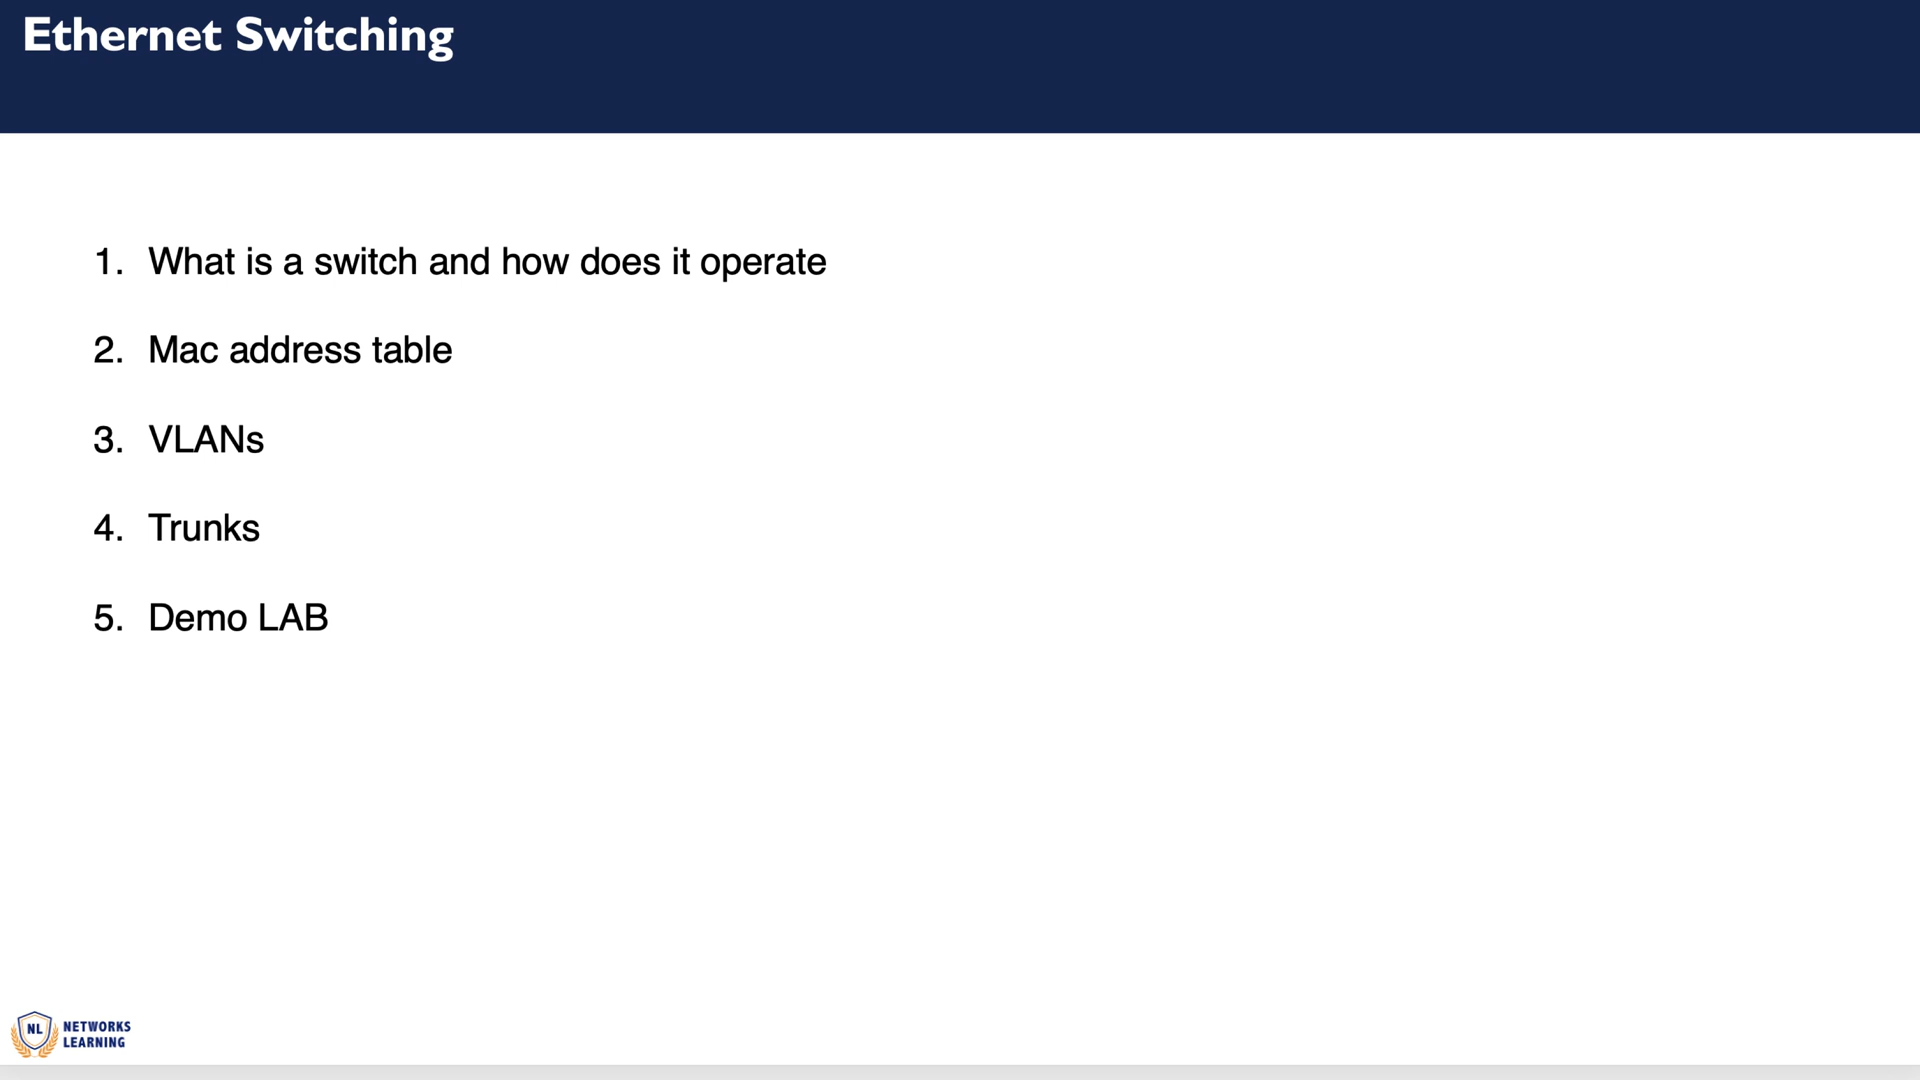 Ethernet Switching
1. What is a switch and how does it operate
2. Mac address table
3. VLANs
4. Trunks
5. Demo LAB
NL
NETWORKS
LEARNING